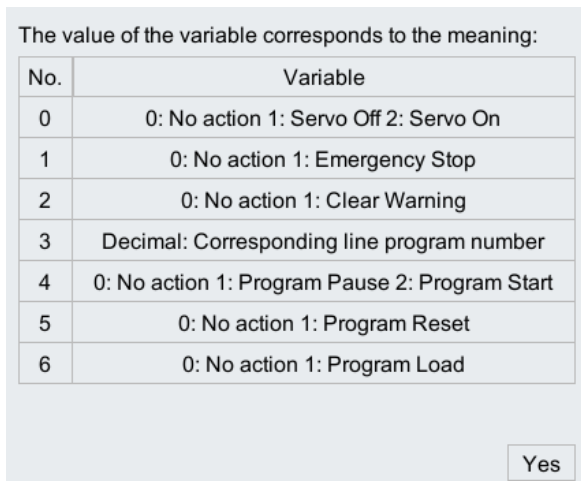 The value of the variable corresponds to the meaning:
No. Variable
0 0: No action 1: Servo Off 2: Servo On
1 0: No action 1: Emergency Stop
2 0: No action 1: Clear Warning
3 Decimal: Corresponding line program number
4 0: No action 1: Program Pause 2: Program Start
5 0: No action 1: Program Reset
6 0: No action 1: Program Load
Yes